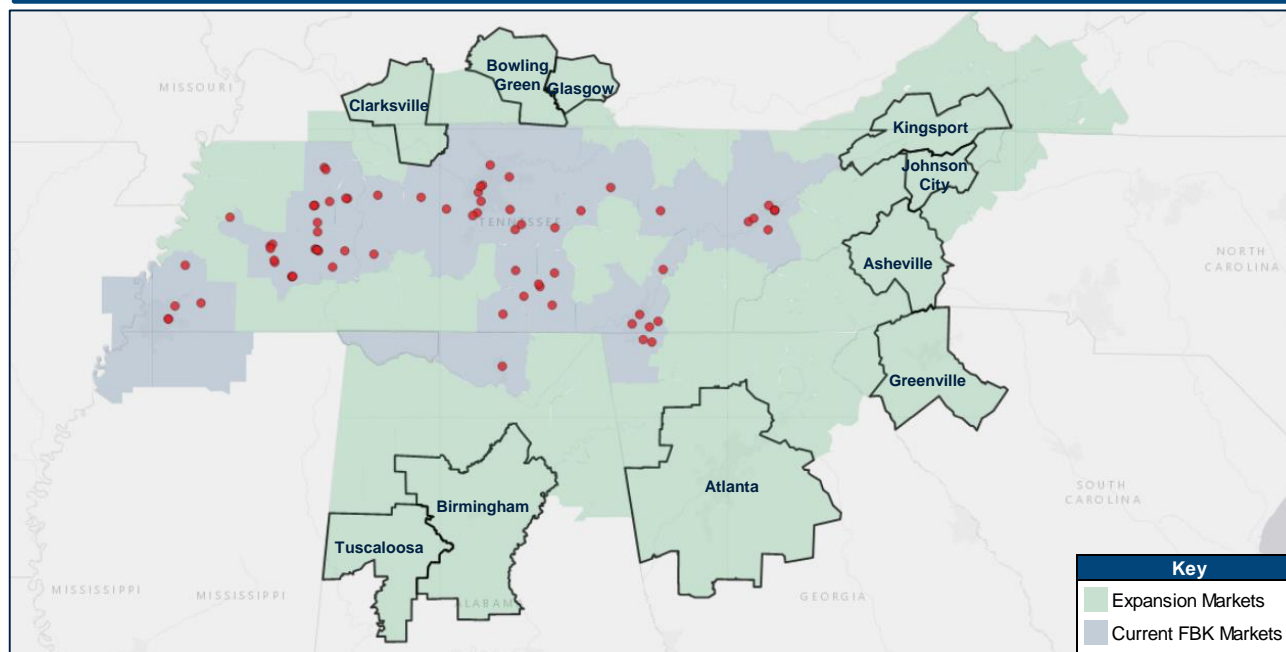 MISSOURI
Bowling
Green
Glasgow
Clarksville
Kingsport
Johnson
City
TENNESSEE
NORTH
CAROLINA
Asheville
Greenville
Atlanta
SOUTH
CAROLINA
Birmingham
Tuscaloosa
MISSISSIPPI
MISSISSIPPI
ALABAMA
GEORGIA
Key
Expansion Markets
Current FBK Markets